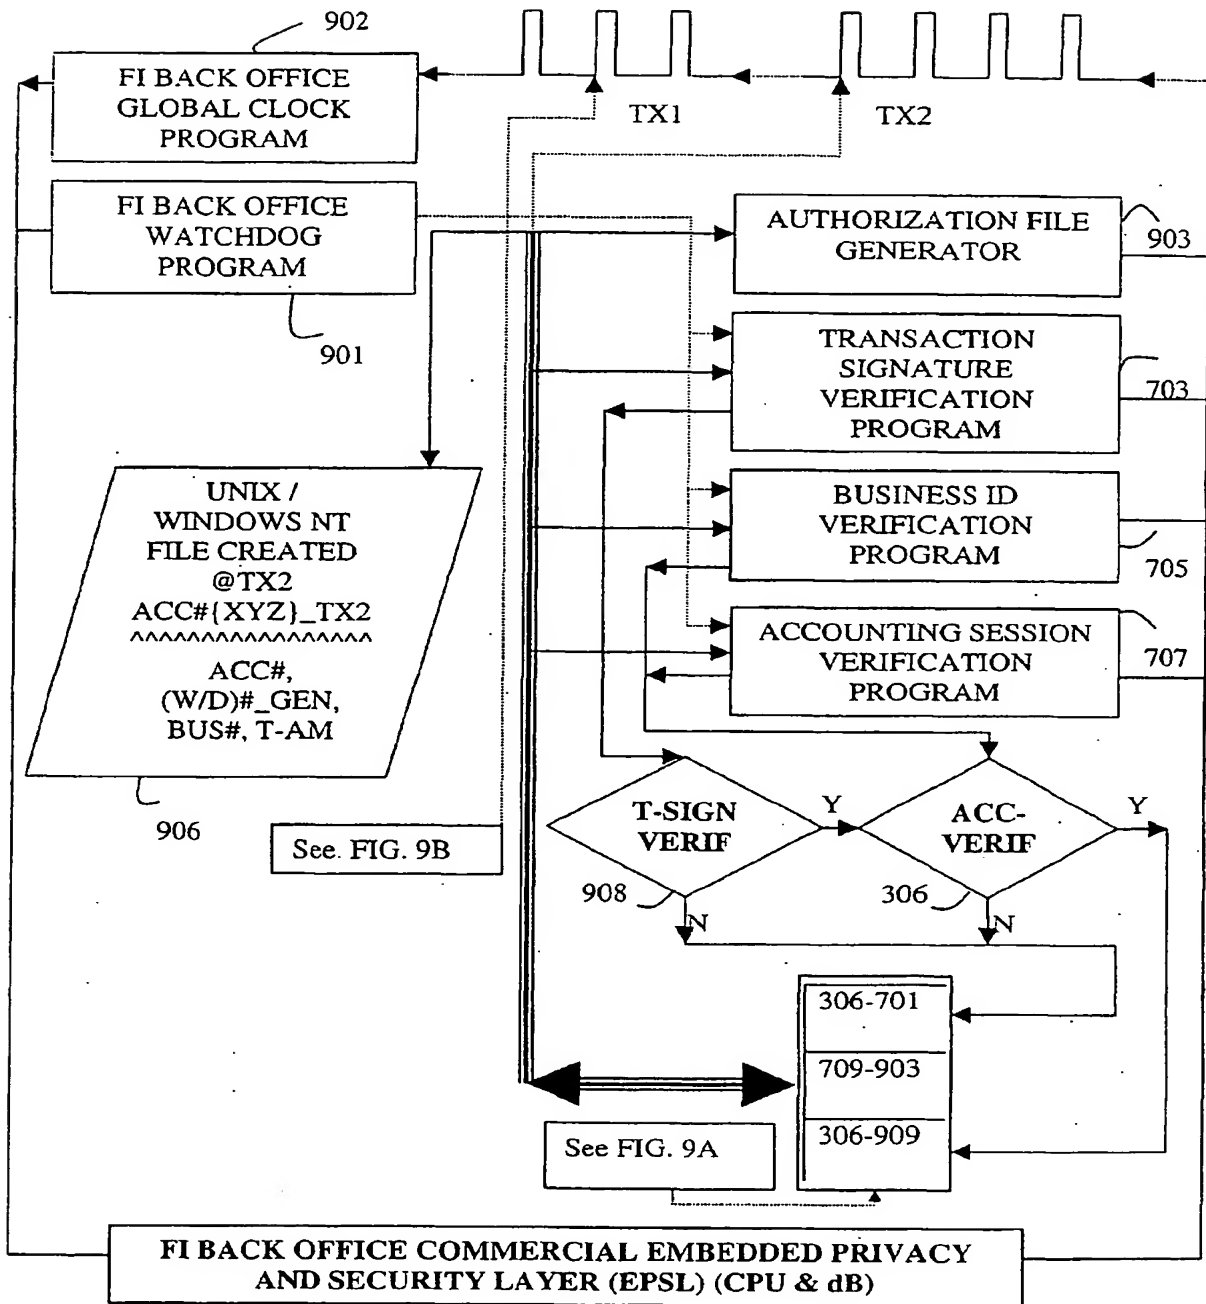 902
FI BACK OFFICE
GLOBAL CLOCK
PROGRAM
TX1
TX2
FI BACK OFFICE
WATCHDOG
PROGRAM
901
AUTHORIZATION FILE
GENERATOR
903
TRANSACTION
SIGNATURE
VERIFICATION
PROGRAM
703
UNIX /
WINDOWS NT
FILE CREATED
@TX2
ACC#{XYZ}_TX2
^^^^^^^^^^^^^^^^^
ACC#,
(W/D)#_GEN,
BUS#, T-AM
906
BUSINESS ID
VERIFICATION
PROGRAM
705
ACCOUNTING SESSION
VERIFICATION
PROGRAM
707
See. FIG. 9B
T-SIGN
VERIF
Y
908
N
ACC-
VERIF
Y
306
N
306-701
709-903
306-909
See FIG. 9A
FI BACK OFFICE COMMERCIAL EMBEDDED PRIVACY
AND SECURITY LAYER (EPSL) (CPU & dB)